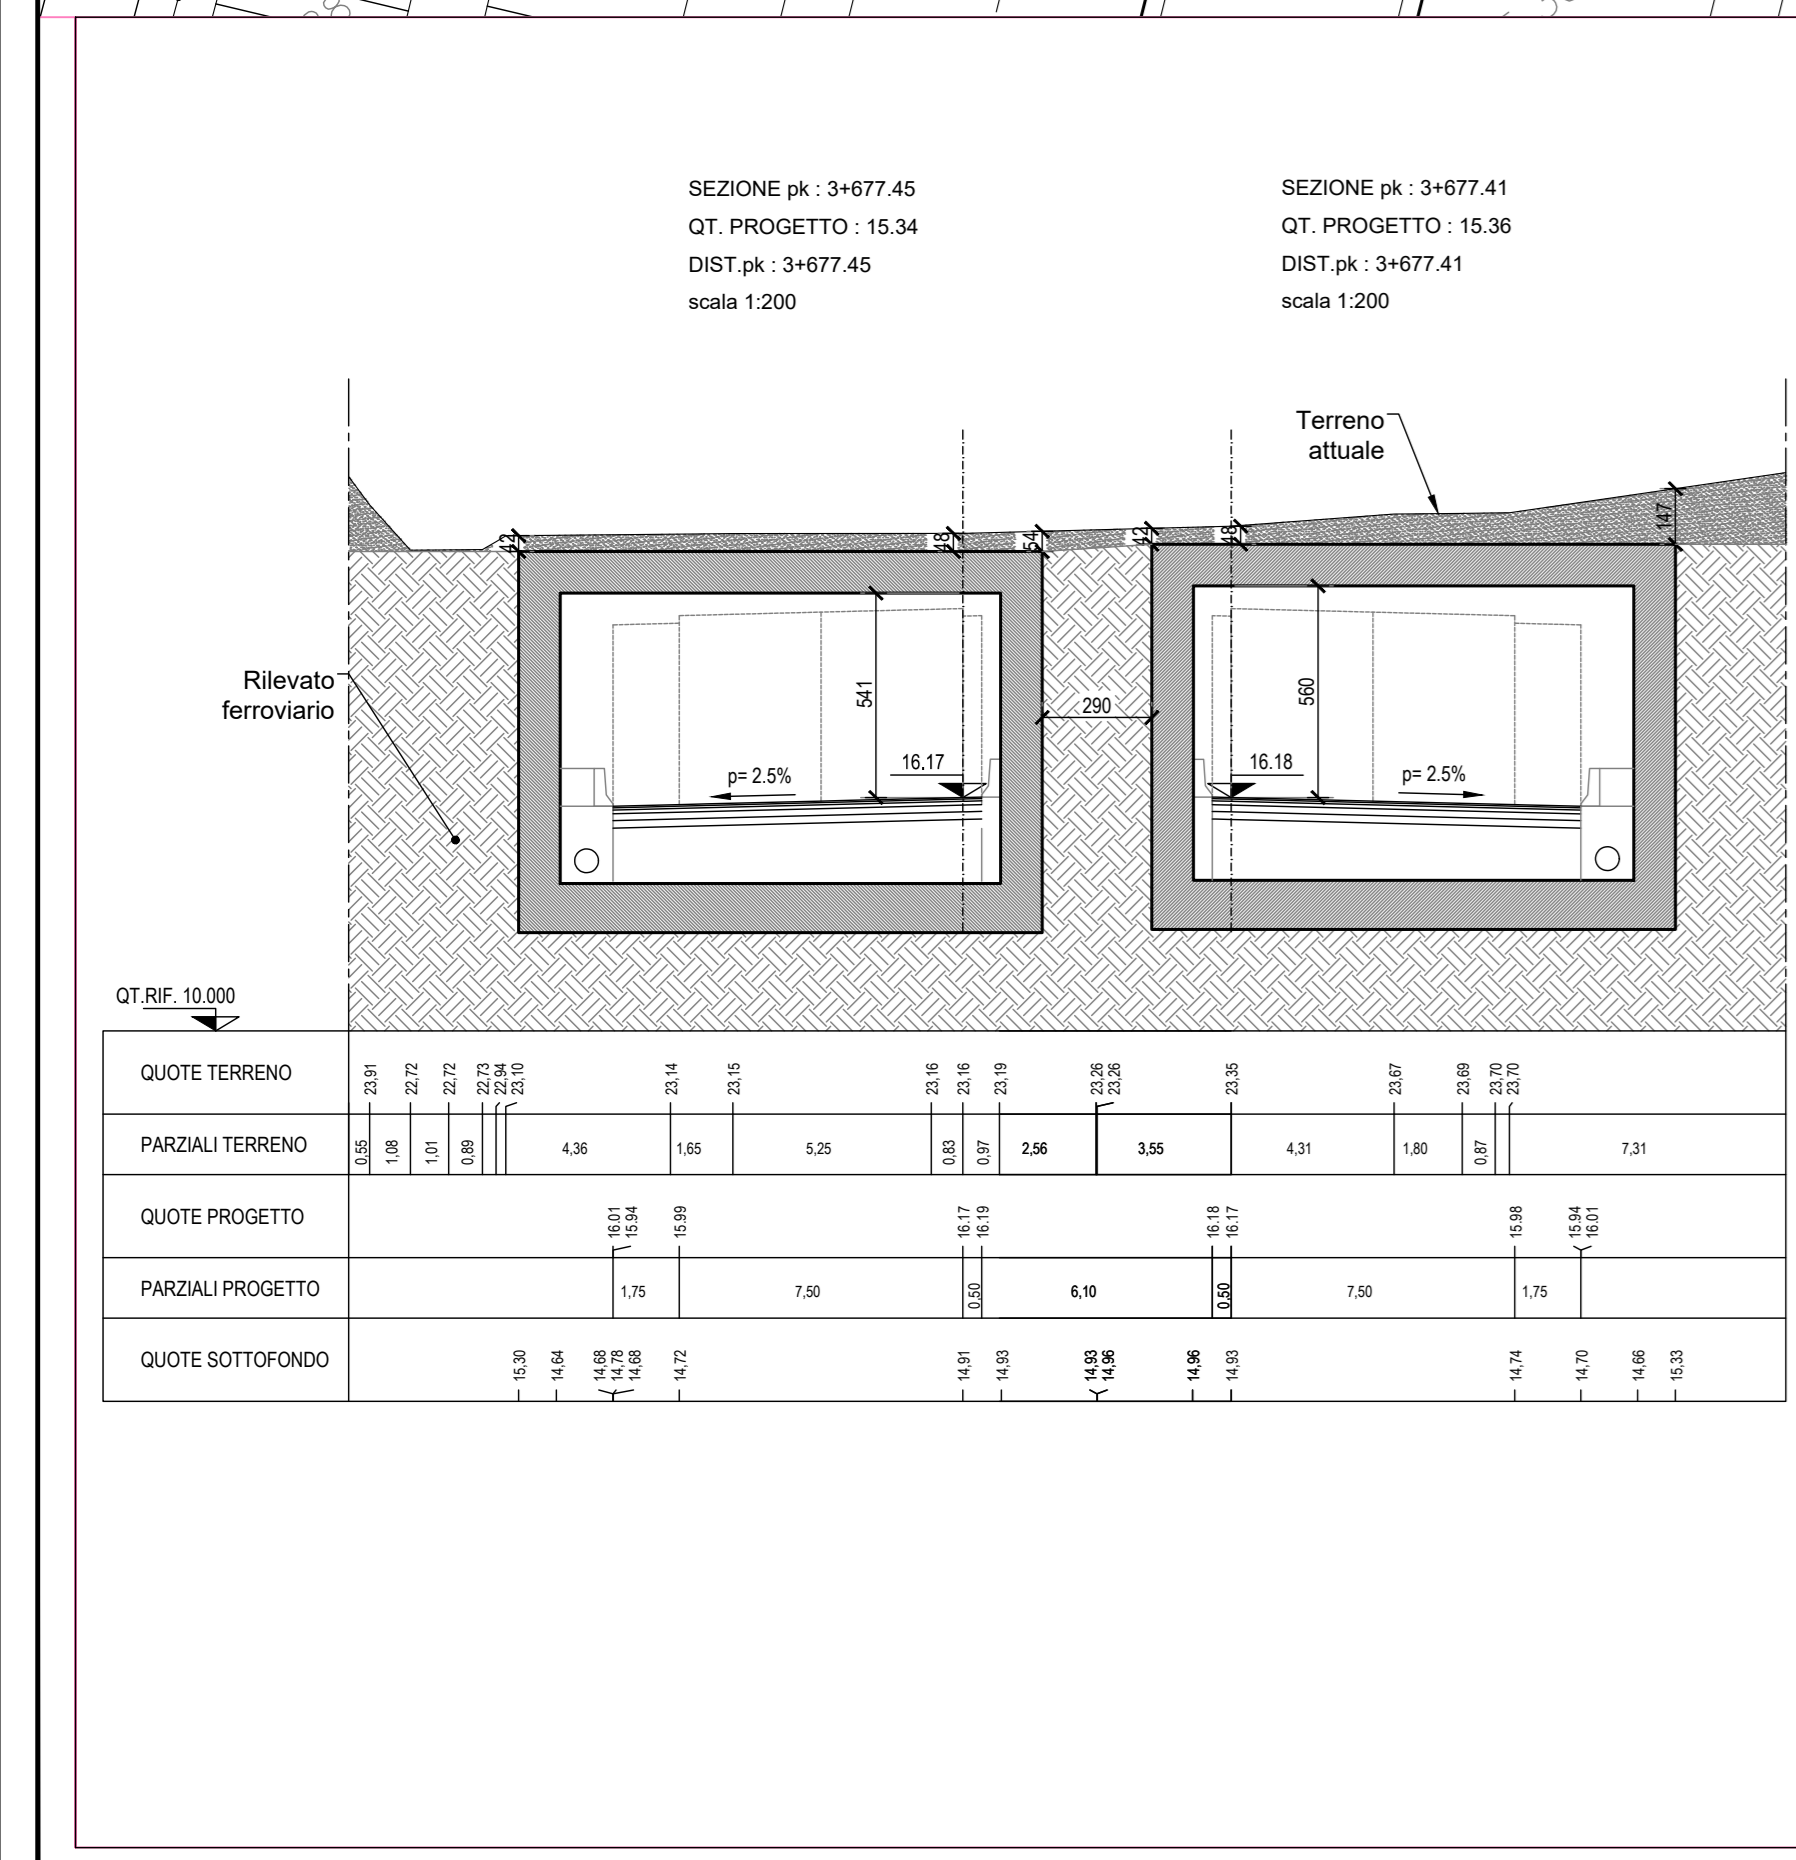 SEZIONE pk : 3+677.45
QT. PROGETTO : 15.34
DIST.pk : 3+677.45
scala 1:200
SEZIONE pk : 3+677.41
QT. PROGETTO : 15.36
DIST.pk : 3+677.41
scala 1:200
Terreno
attuale
42
48
54
42
48
147
Rilevato
ferroviario
541
290
560
16.17
p= 2.5%
16.18
p= 2.5%
QT.RIF. 10.000
QUOTE TERRENO 23,91 22,72 22,72 22,73 22,94 23,10 23,14 23,15 23,16 23,16 23,19 23,26 23,26 23,35 23,67 23,69 23,70 23,70
PARZIALI TERRENO 0,55 1,08 1,01 0,89 4,36 1,65 5,25 0,83 0,97 2,56 3,55 4,31 1,80 0,87 7,31
QUOTE PROGETTO 16.01 15.94 15.99 16.17 16.19 16.18 16.17 15.98 15.94 16.01
PARZIALI PROGETTO 1,75 7,50 0,50 6,10 0,50 7,50 1,75
QUOTE SOTTOFONDO 15,30 14,64 14,68 14,78 14,68 14,72 14,91 14,93 14,93 14,96 14,96 14,93 14,74 14,70 14,66 15,33